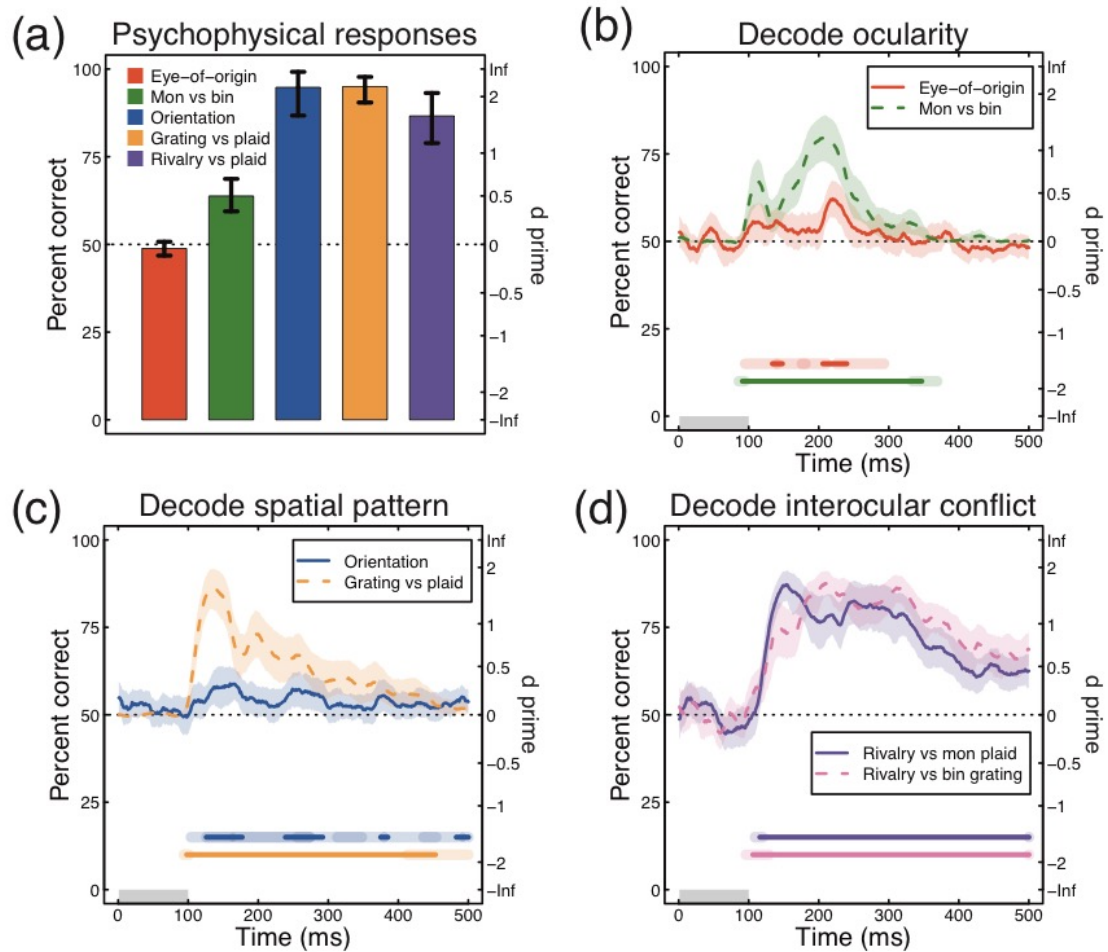 (a)
Psychophysical responses
Percent correct
100
75
50
25
0
Eye−of−origin
Mon vs bin
Orientation
Grating vs plaid
Rivalry vs plaid
Inf
2
1
0.5
0
−0.5
−1
−2
−Inf
d prime
(b)
Decode ocularity
Percent correct
100
75
50
25
0
Eye−of−origin
Mon vs bin
Inf
2
1
0.5
0
−0.5
−1
−2
−Inf
d prime
0 100 200 300 400 500
Time (ms)
(c)
Decode spatial pattern
Percent correct
100
75
50
25
0
Orientation
Grating vs plaid
Inf
2
1
0.5
0
−0.5
−1
−2
−Inf
d prime
0 100 200 300 400 500
Time (ms)
(d)
Decode interocular conflict
Percent correct
100
75
50
25
0
Rivalry vs mon plaid
Rivalry vs bin grating
Inf
2
1
0.5
0
−0.5
−1
−2
−Inf
d prime
0 100 200 300 400 500
Time (ms)